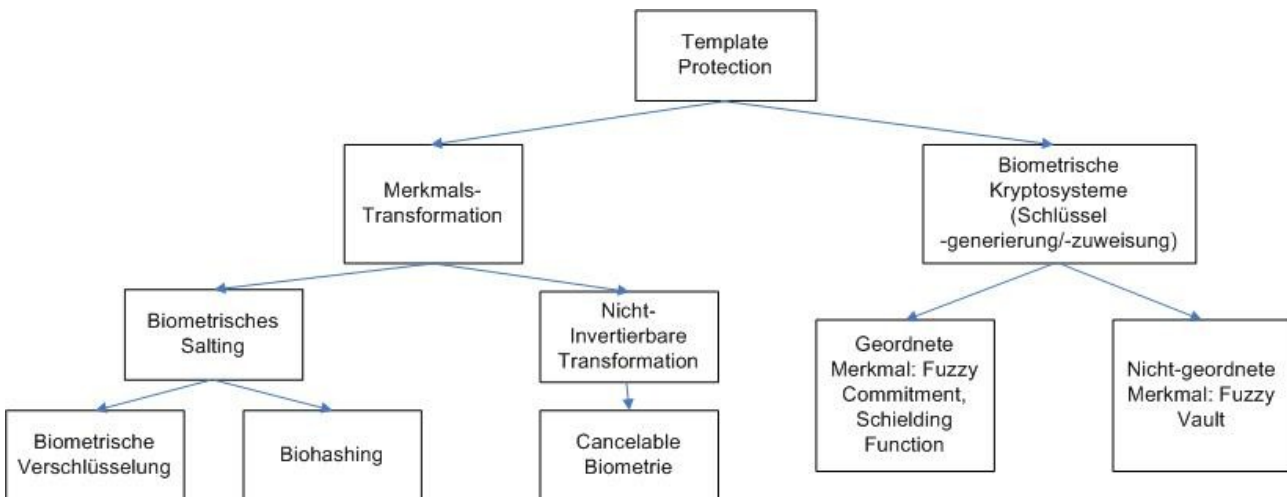 Template
Protection
Merkmals-
Transformation
Biometrische
Kryptosysteme
(Schlüssel
-generierung/-zuweisung)
Biometrisches
Salting
Nicht-
Invertierbare
Transformation
Geordnete
Merkmal: Fuzzy
Commitment,
Schielding
Function
Nicht-geordnete
Merkmal: Fuzzy
Vault
Biometrische
Verschlüsselung
Biohashing
Cancelable
Biometrie